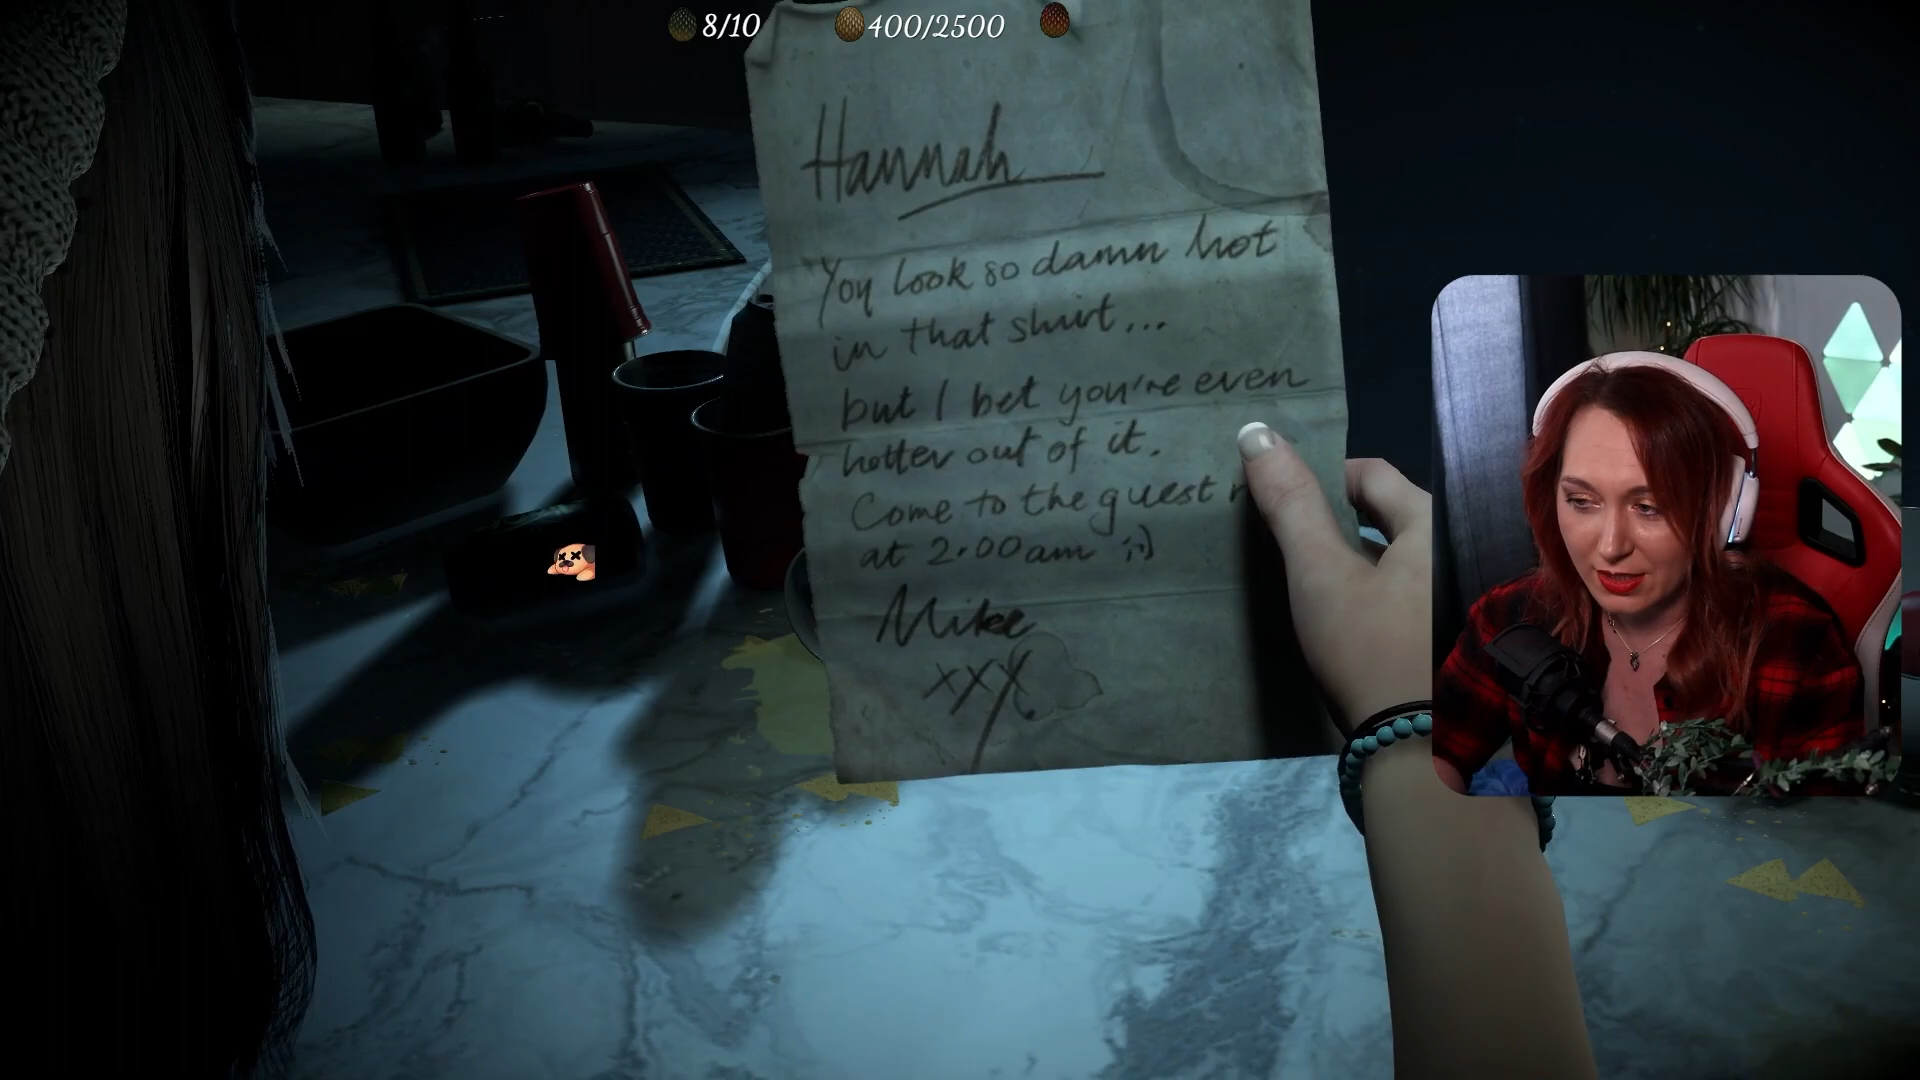 8/10 400/2500
Hannah
You look so damn hot
in that shirt...
but I bet you're even
hotter out of it.
Come to the guest
at 2.00am ;)
Mike
xxx